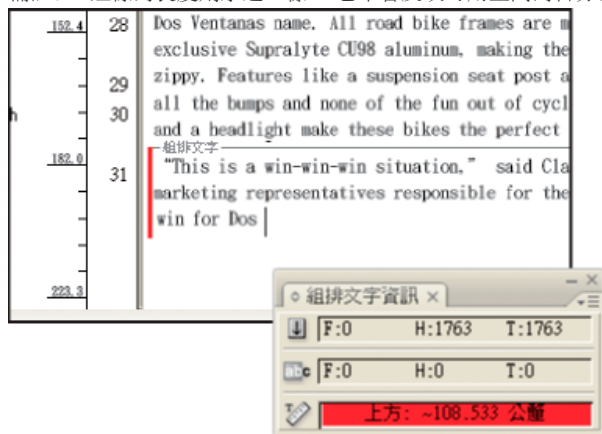 152.4
28
Dos Ventanas name. All road bike frames are m
exclusive Supralyte CU98 aluminum, making the
29
zippy. Features like a suspension seat post a
30
all the bumps and none of the fun out of cycl
h
and a headlight make these bikes the perfect
組排文字
182.0
31
"This is a win-win-win situation," said Cla
marketing representatives responsible for the
win for Dos
223.3
組排文字資訊 ×
F:0 H:1763 T:1763
F:0 H:0 T:0
上方: ~108.533 公釐